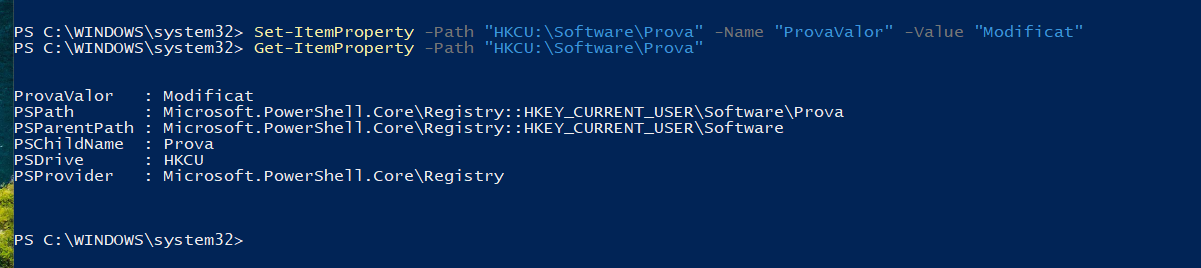 PS C:\WINDOWS\system32> Set-ItemProperty -Path "HKCU:\Software\Prova" -Name "ProvaValor" -Value "Modificat"
PS C:\WINDOWS\system32> Get-ItemProperty -Path "HKCU:\Software\Prova"
ProvaValor   : Modificat
PSPath       : Microsoft.PowerShell.Core\Registry::HKEY_CURRENT_USER\Software\Prova
PSParentPath : Microsoft.PowerShell.Core\Registry::HKEY_CURRENT_USER\Software
PSChildName  : Prova
PSDrive      : HKCU
PSProvider   : Microsoft.PowerShell.Core\Registry
PS C:\WINDOWS\system32>